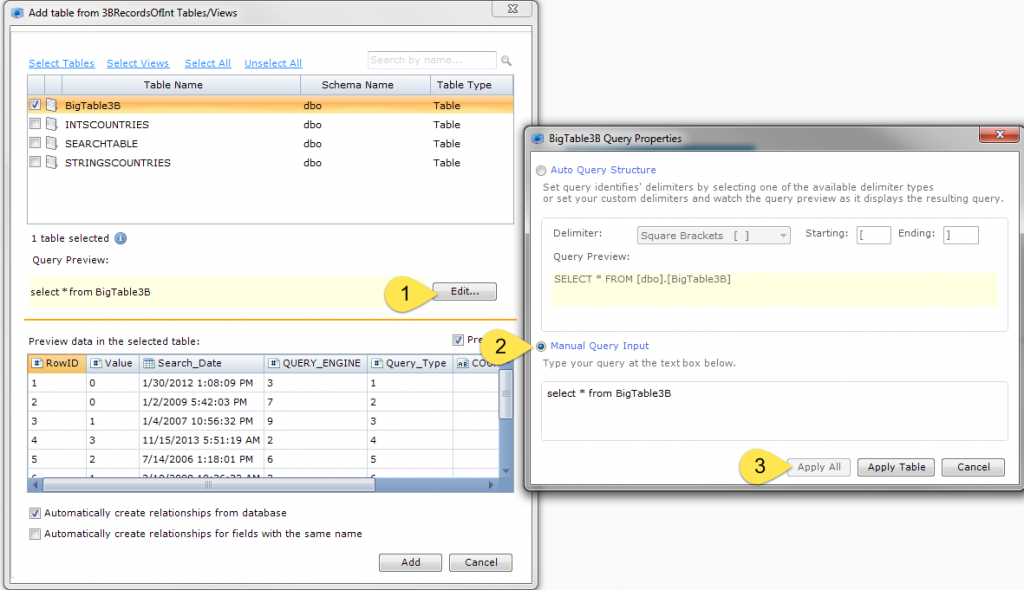 Add table from 3BRecordsOfInt Tables/Views
Select Tables Select Views Select All Unselect All Search by name...
Table Name Schema Name Table Type
BigTable3B dbo Table
INTSCOUNTRIES dbo Table
SEARCHTABLE dbo Table
STRINGSCOUNTRIES dbo Table
1 table selected
Query Preview:
select * from BigTable3B
1 Edit...
Preview data in the selected table:
RowID Value Search_Date QUERY_ENGINE Query_Type
1 0 1/30/2012 1:08:09 PM 3 1
2 0 1/2/2009 5:42:03 PM 7 2
3 1 1/4/2007 10:56:32 PM 9 3
4 3 11/15/2013 5:51:19 AM 2 4
5 2 7/14/2006 1:18:01 PM 6 5
Automatically create relationships from database
Automatically create relationships for fields with the same name
Add Cancel
BigTable3B Query Properties
Auto Query Structure
Set query identifies' delimiters by selecting one of the available delimiter types
or set your custom delimiters and watch the query preview as it displays the resulting query.
Delimiter: Square Brackets [ ] Starting: [ Ending: ]
Query Preview:
SELECT * FROM [dbo].[BigTable3B]
2 Manual Query Input
Type your query at the text box below.
select * from BigTable3B
3 Apply All Apply Table Cancel